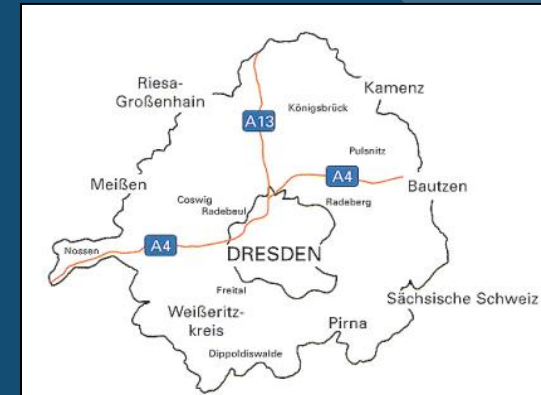 Riesa-
Großenhain
Kamenz
Königsbrück
A13
Pulsnitz
A4
Meißen
Bautzen
Coswig
Radebeul
Radeberg
Nossen
A4
DRESDEN
Freital
Sächsische Schweiz
Weißeritz-
kreis
Pirna
Dippoldiswalde